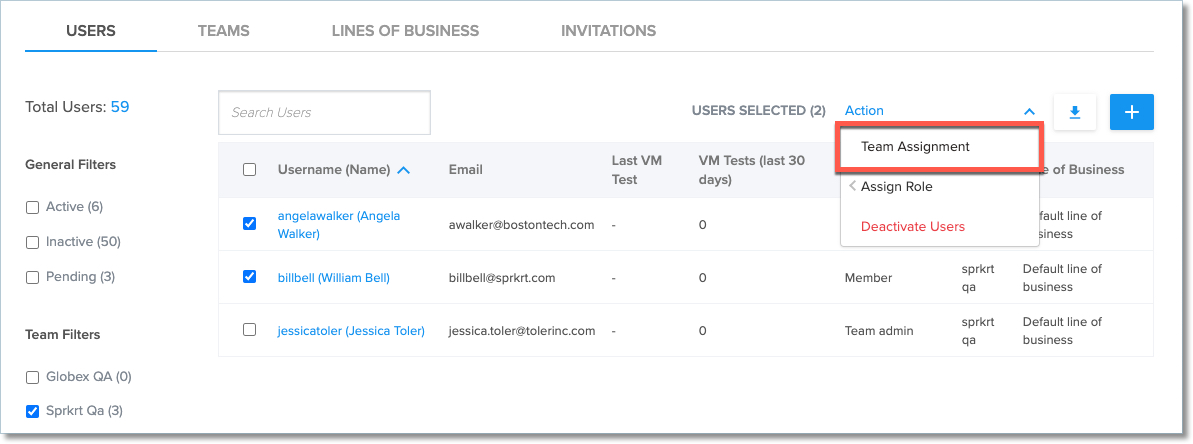 USERS TEAMS LINES OF BUSINESS INVITATIONS
Total Users: 59
Search Users
USERS SELECTED (2) Action
Team Assignment
Assign Role
Deactivate Users
General Filters
Active (6)
Inactive (50)
Pending (3)
Team Filters
Globex QA (0)
Sprkrt Qa (3)
Username (Name) Email Last VM VM Tests (last 30 of Business
Test days)
angelawalker (Angela
Walker) awalker@bostontech.com - 0 fault line of
business
billbell (William Bell) billbell@sprkrt.com - 0 Member sprkrt Default line of
qa business
jessicatoler (Jessica Toler) jessica.toler@tolerinc.com - 0 Team admin sprkrt Default line of
qa business